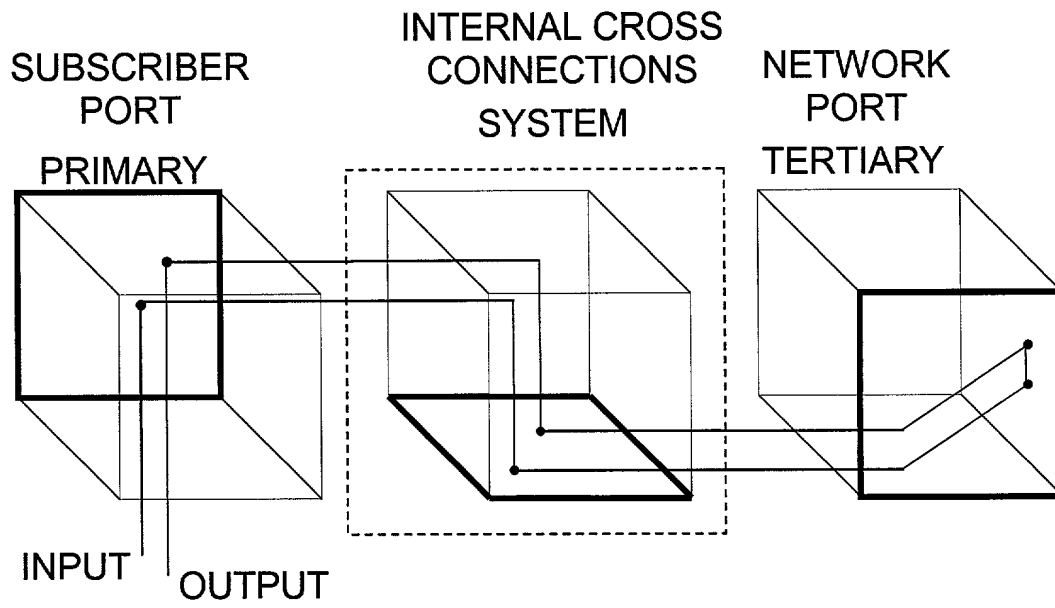 SUBSCRIBER
PORT
PRIMARY
INTERNAL CROSS
CONNECTIONS
SYSTEM
NETWORK
PORT
TERTIARY
INPUT
OUTPUT